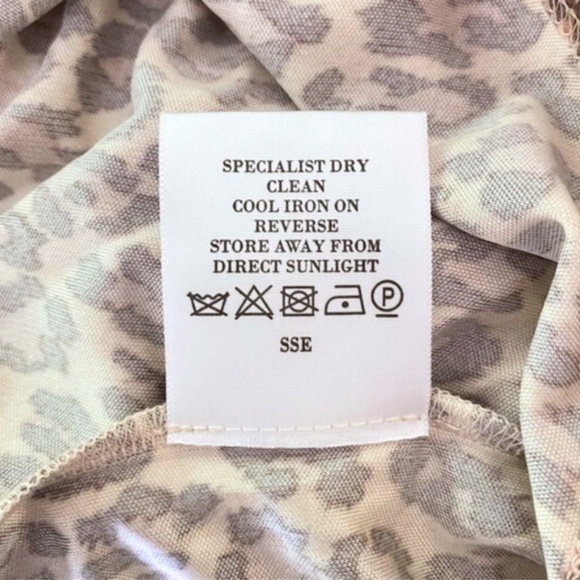 SPECIALIST DRY
CLEAN
COOL IRON ON
REVERSE
STORE AWAY FROM
DIRECT SUNLIGHT
P
SSE